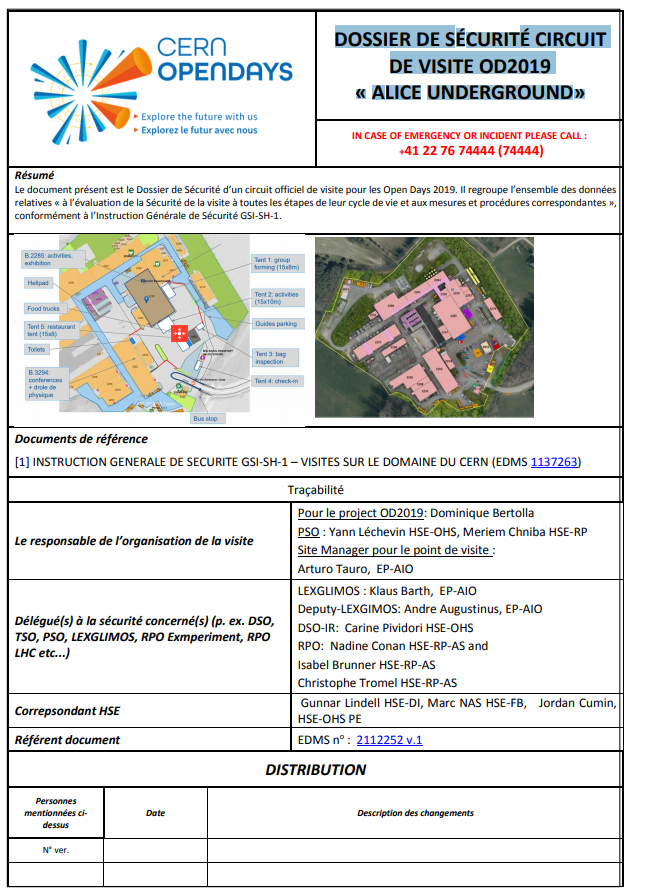 CERN
OPENDAYS
Explore the future with us
Explorez le futur avec nous
DOSSIER DE SÉCURITÉ CIRCUIT
DE VISITE OD2019
« ALICE UNDERGROUND»
IN CASE OF EMERGENCY OR INCIDENT PLEASE CALL :
+41 22 76 74444 (74444)
Résumé
Le document présent est le Dossier de Sécurité d'un circuit officiel de visite pour les Open Days 2019. Il regroupe l'ensemble des données
relatives « à l'évaluation de la Sécurité de la visite à toutes les étapes de leur cycle de vie et aux mesures et procédures correspondantes »,
conformément à l'Instruction Générale de Sécurité GSI-SH-1.
B.2285: activities,
exhibition
Helipad
Food trucks
Tent 5: restaurant
tent (15x8)
Toilets
B.3294:
conferences
+ drole de
physique
Tent 1: group
forming (15x8m)
Tent 2: activities
(15x10m)
Guides parking
Tent 3: bag
inspection
Tent 4: check-in
Bus stop
Documents de référence
[1] INSTRUCTION GENERALE DE SECURITE GSI-SH-1 – VISITES SUR LE DOMAINE DU CERN (EDMS 1137263)
Traçabilité
Le responsable de l'organisation de la visite
Pour le project OD2019: Dominique Bertolla
PSO : Yann Léchevin HSE-OHS, Meriem Chniba HSE-RP
Site Manager pour le point de visite :
Arturo Tauro, EP-AIO
Délégué(s) à la sécurité concerné(s) (p. ex. DSO,
TSO, PSO, LEXGLIMOS, RPO Exmperiment, RPO
LHC etc...)
LEXGLIMOS : Klaus Barth, EP-AIO
Deputy-LEXGIMOS: Andre Augustinus, EP-AIO
DSO-IR: Carine Pividori HSE-OHS
RPO: Nadine Conan HSE-RP-AS and
Isabel Brunner HSE-RP-AS
Christophe Tromel HSE-RP-AS
Correpsondant HSE
Gunnar Lindell HSE-DI, Marc NAS HSE-FB, Jordan Cumin,
HSE-OHS PE
Référent document
EDMS n° : 2112252 v.1
DISTRIBUTION
Personnes
mentionnées ci-
dessus
Date
Description des changements
N° ver.